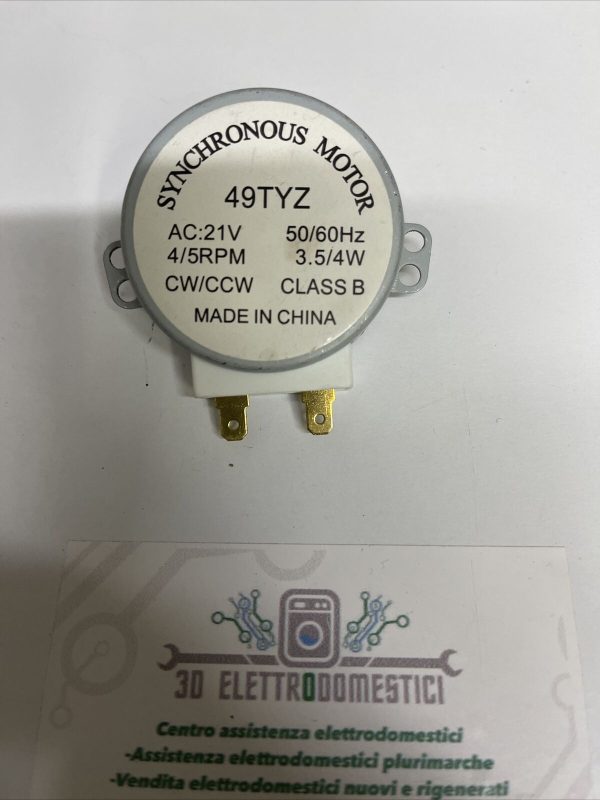 SYNCHRONOUS MOTOR
49TYZ
AC:21V 50/60Hz
4/5RPM 3.5/4W
CW/CCW CLASS B
MADE IN CHINA
3D ELETTRODOMESTICI
Centro assistenza elettrodomestici
-Assistenza elettrodomestici plurimarche
-Vendita elettrodomestici nuovi e rigenerati